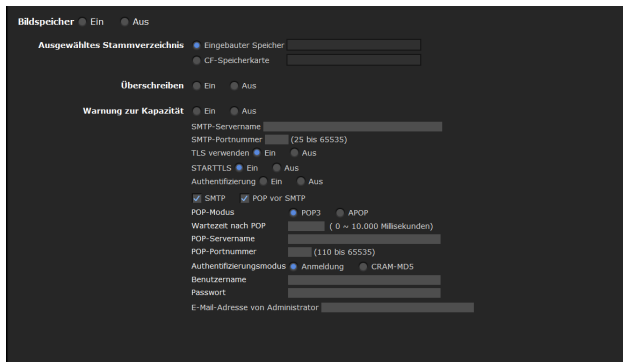 Bildspeicher Ein Aus
Ausgewähltes Stammverzeichnis Eingebauter Speicher
CF-Speicherkarte
Überschreiben Ein Aus
Warnung zur Kapazität Ein Aus
SMTP-Servername
SMTP-Portnummer (25 bis 65535)
TLS verwenden Ein Aus
STARTTLS Ein Aus
Authentifizierung Ein Aus
SMTP POP vor SMTP
POP-Modus POP3 APOP
Wartezeit nach POP ( 0 ~ 10.000 Millisekunden)
POP-Servername
POP-Portnummer (110 bis 65535)
Authentifizierungsmodus Anmeldung CRAM-MD5
Benutzername
Passwort
E-Mail-Adresse von Administrator